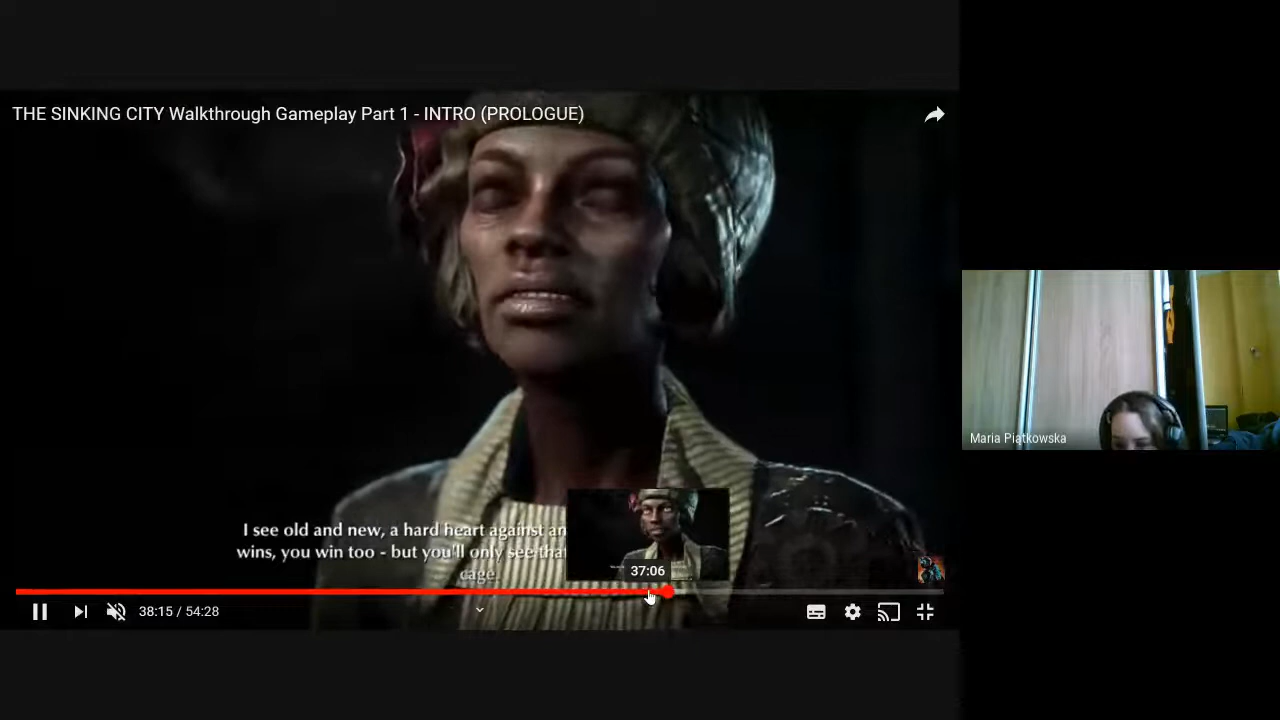 THE SINKING CITY Walkthrough Gameplay Part 1 - INTRO (PROLOGUE)
I see old and new, a hard heart against an
wins, you win too - but you'll only see that
cage.
37:06
38:15 / 54:28
Maria Piątkowska